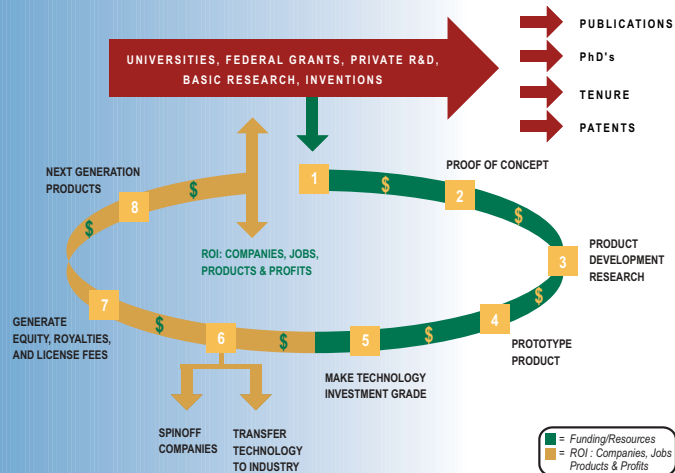 UNIVERSITIES, FEDERAL GRANTS, PRIVATE R&D,
BASIC RESEARCH, INVENTIONS
PUBLICATIONS
PhD's
TENURE
PATENTS
1
PROOF OF CONCEPT
2
PRODUCT
DEVELOPMENT
RESEARCH
3
4
PROTOTYPE
PRODUCT
5
MAKE TECHNOLOGY
INVESTMENT GRADE
6
SPINOFF
COMPANIES
TRANSFER
TECHNOLOGY
TO INDUSTRY
7
GENERATE
EQUITY, ROYALTIES,
AND LICENSE FEES
8
NEXT GENERATION
PRODUCTS
ROI: COMPANIES, JOBS,
PRODUCTS & PROFITS
$
$
$
$
$
$
$
$
= Funding/Resources
= ROI : Companies, Jobs
Products & Profits